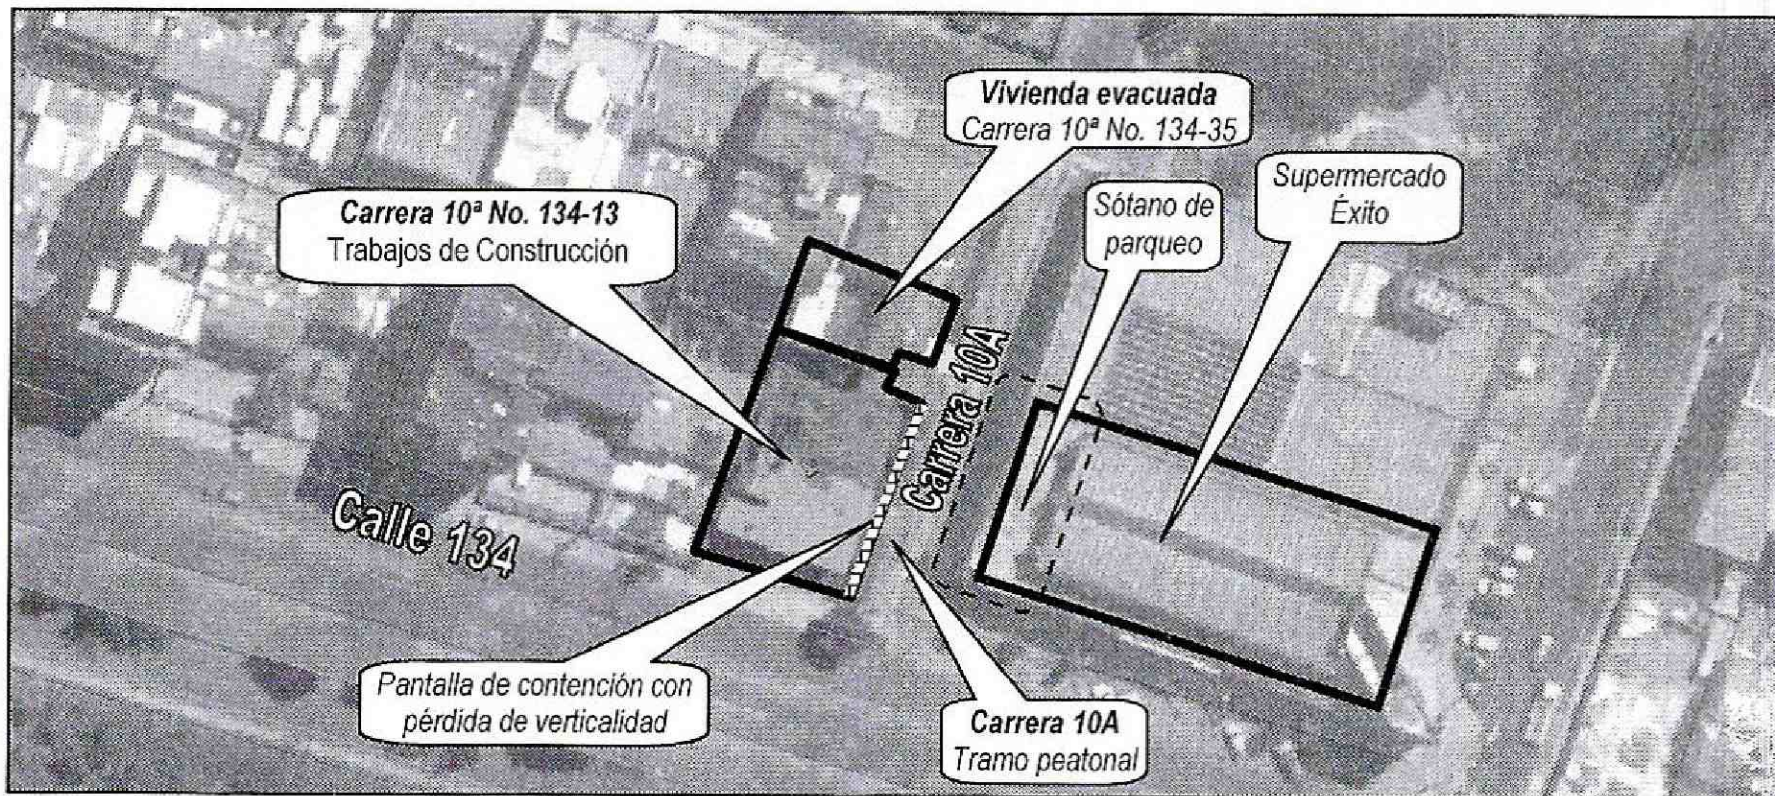 Vivienda evacuada
Carrera 10ª No. 134-35
Supermercado
Éxito
Sótano de
parqueo
Carrera 10ª No. 134-13
Trabajos de Construcción
Carrera 10A
Calle 134
Pantalla de contención con
pérdida de verticalidad
Carrera 10A
Tramo peatonal